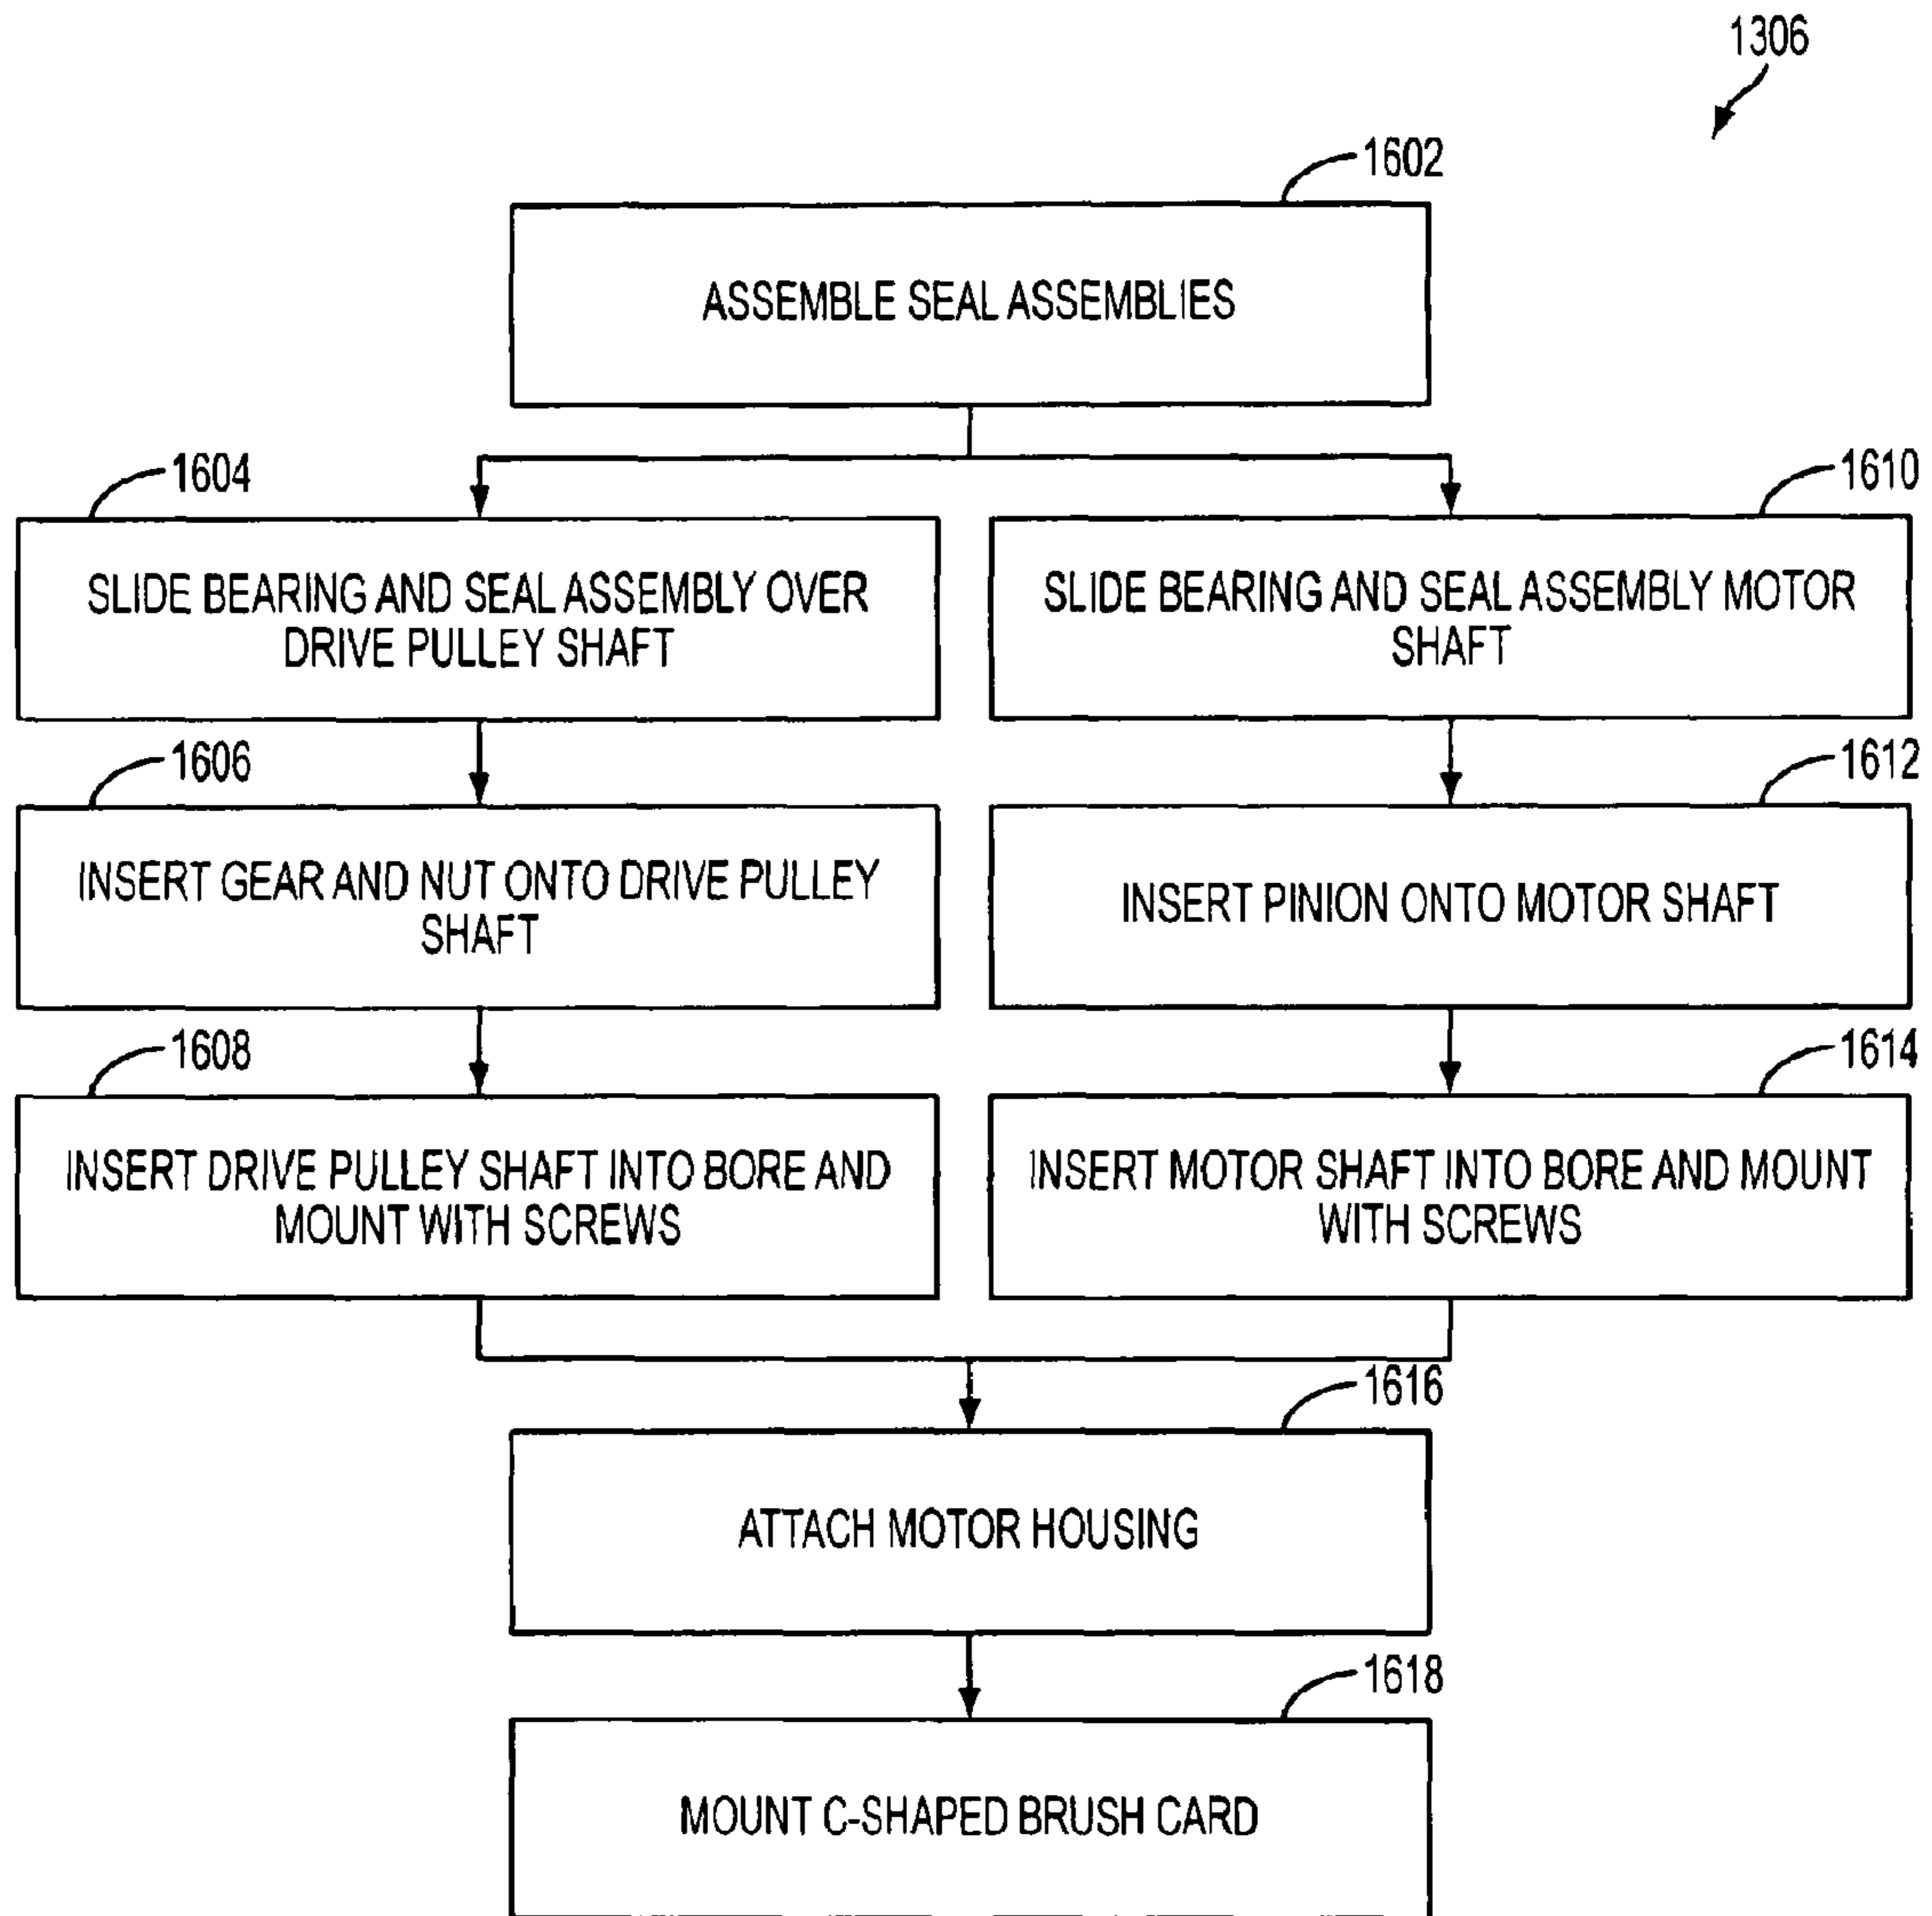 1306
1602
ASSEMBLE SEAL ASSEMBLIES
1604
SLIDE BEARING AND SEAL ASSEMBLY OVER
DRIVE PULLEY SHAFT
1610
SLIDE BEARING AND SEAL ASSEMBLY MOTOR
SHAFT
1606
INSERT GEAR AND NUT ONTO DRIVE PULLEY
SHAFT
1612
INSERT PINION ONTO MOTOR SHAFT
1608
INSERT DRIVE PULLEY SHAFT INTO BORE AND
MOUNT WITH SCREWS
1614
INSERT MOTOR SHAFT INTO BORE AND MOUNT
WITH SCREWS
1616
ATTACH MOTOR HOUSING
1618
MOUNT C-SHAPED BRUSH CARD